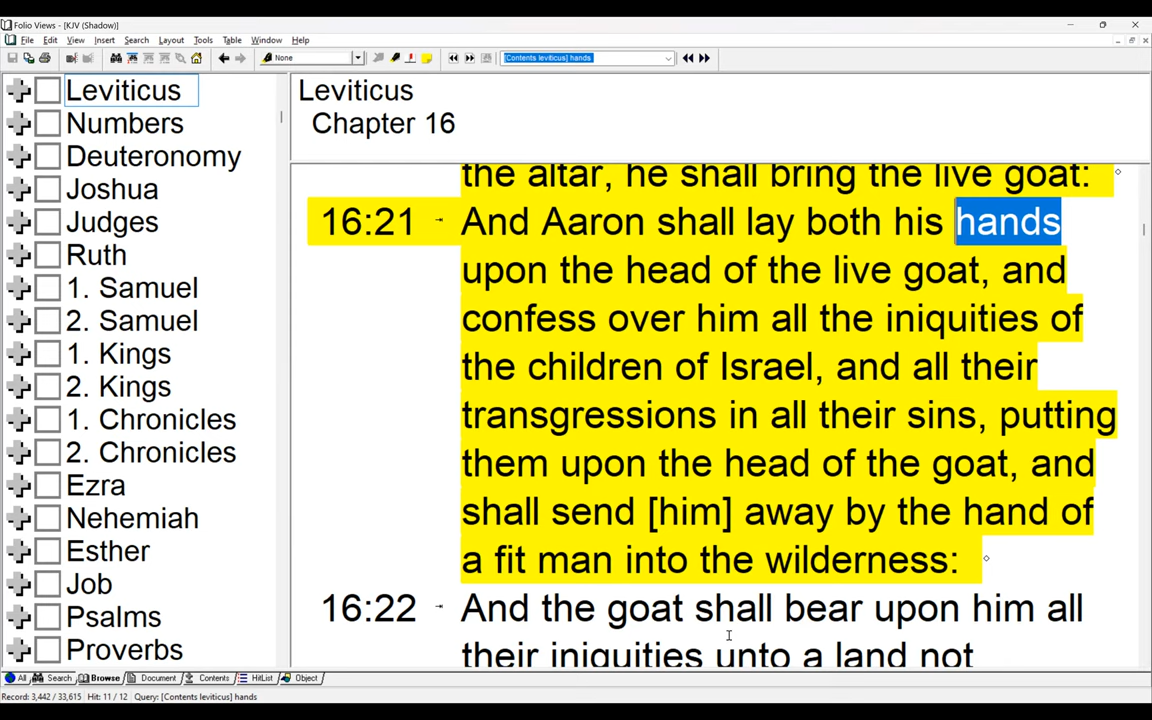 Folio Views - [KJV (Shadow)]
File Edit View Insert Search Layout Tools Table Window Help
None
[Contents leviticus] hands
Leviticus
Numbers
Deuteronomy
Joshua
Judges
Ruth
1. Samuel
2. Samuel
1. Kings
2. Kings
1. Chronicles
2. Chronicles
Ezra
Nehemiah
Esther
Job
Psalms
Proverbs
Leviticus
Chapter 16
the altar, he shall bring the live goat:
16:21 And Aaron shall lay both his hands
upon the head of the live goat, and
confess over him all the iniquities of
the children of Israel, and all their
transgressions in all their sins, putting
them upon the head of the goat, and
shall send [him] away by the hand of
a fit man into the wilderness:
16:22 And the goat shall bear upon him all
their iniquities unto a land not
All Search Browse Document Contents HitList Object
Record: 3,442 / 33,615 Hit: 11 / 12 Query: [Contents leviticus] hands